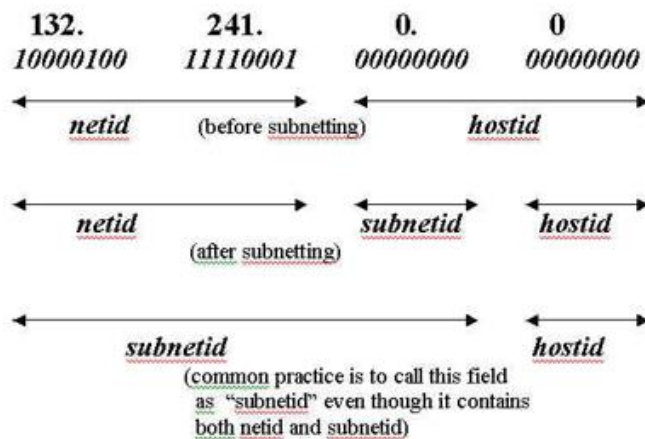 132. 241. 0. 0
10000100 11110001 00000000 00000000
netid (before subnetting) hostid
netid subnetid hostid
(after subnetting)
subnetid hostid
(common practice is to call this field
as “subnetid” even though it contains
both netid and subnetid)